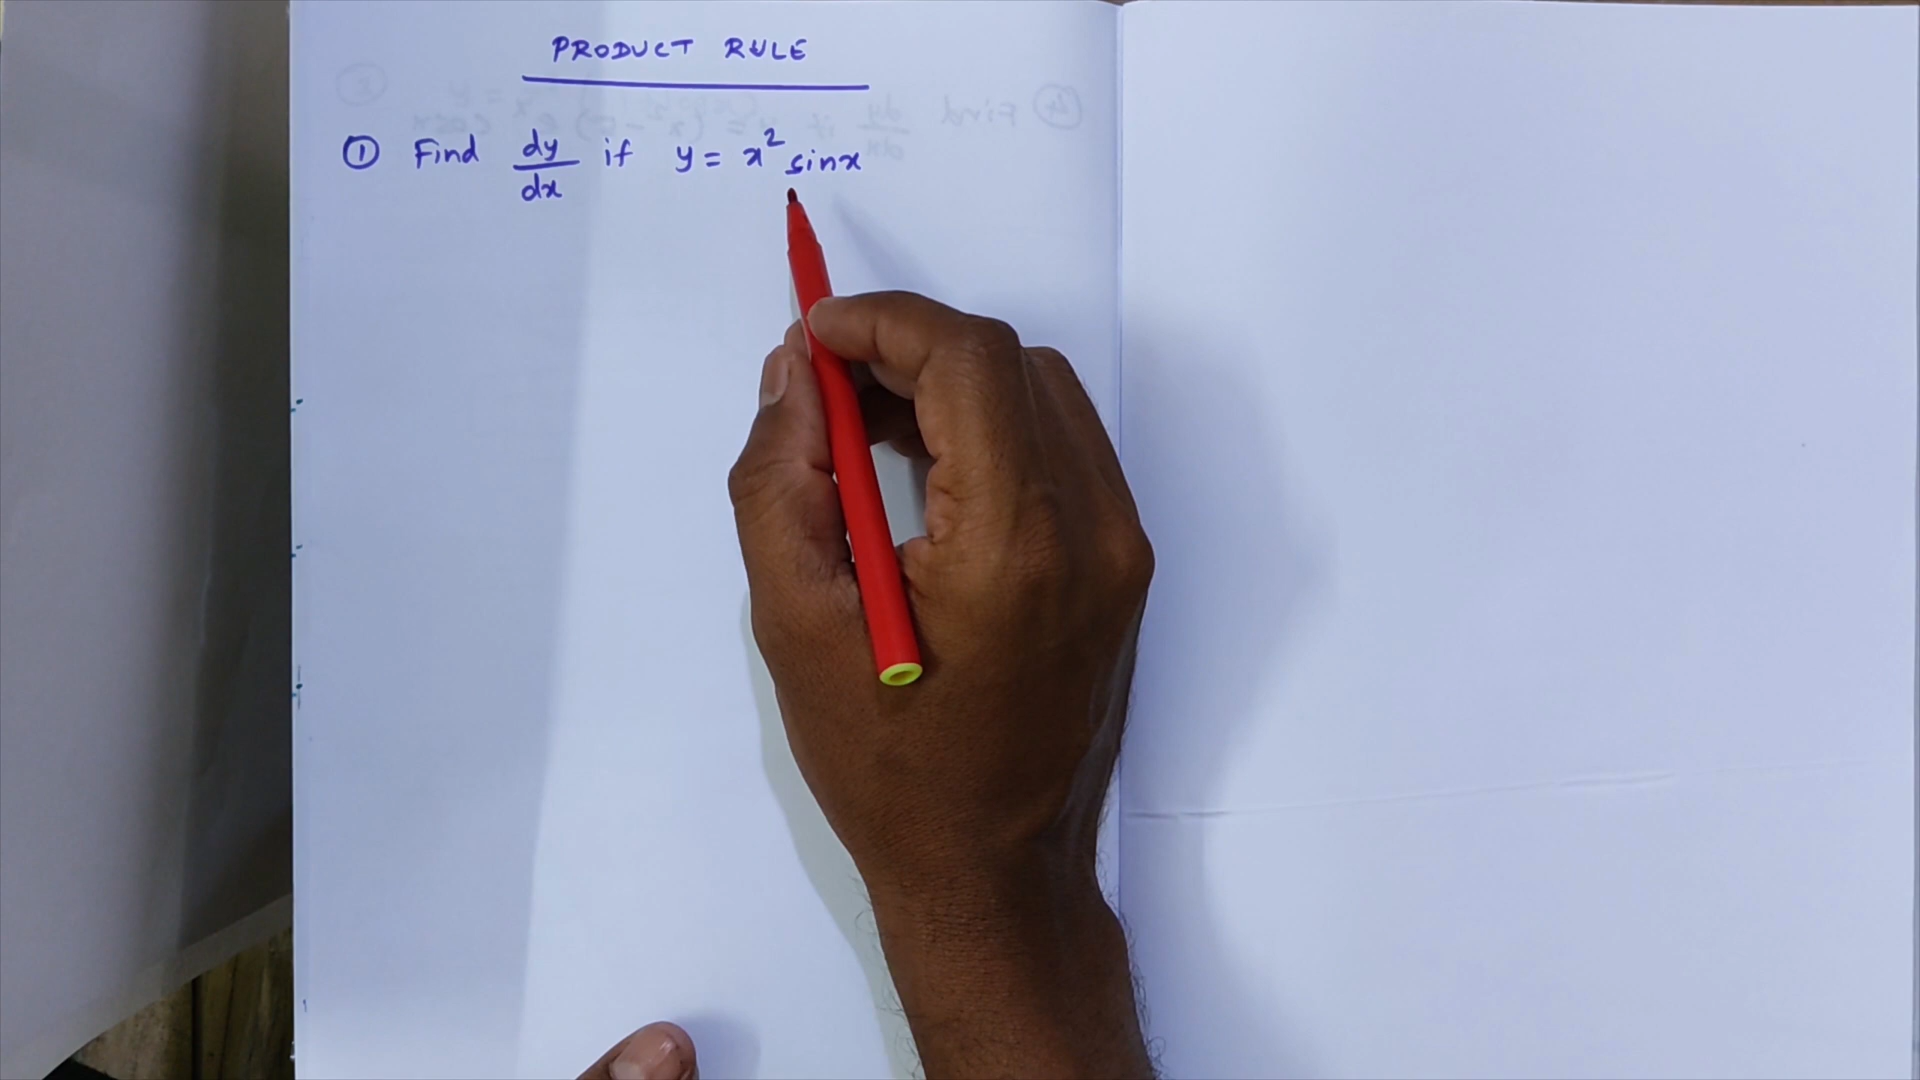 PRODUCT RULE
① Find dy/dx if y = x² sinx